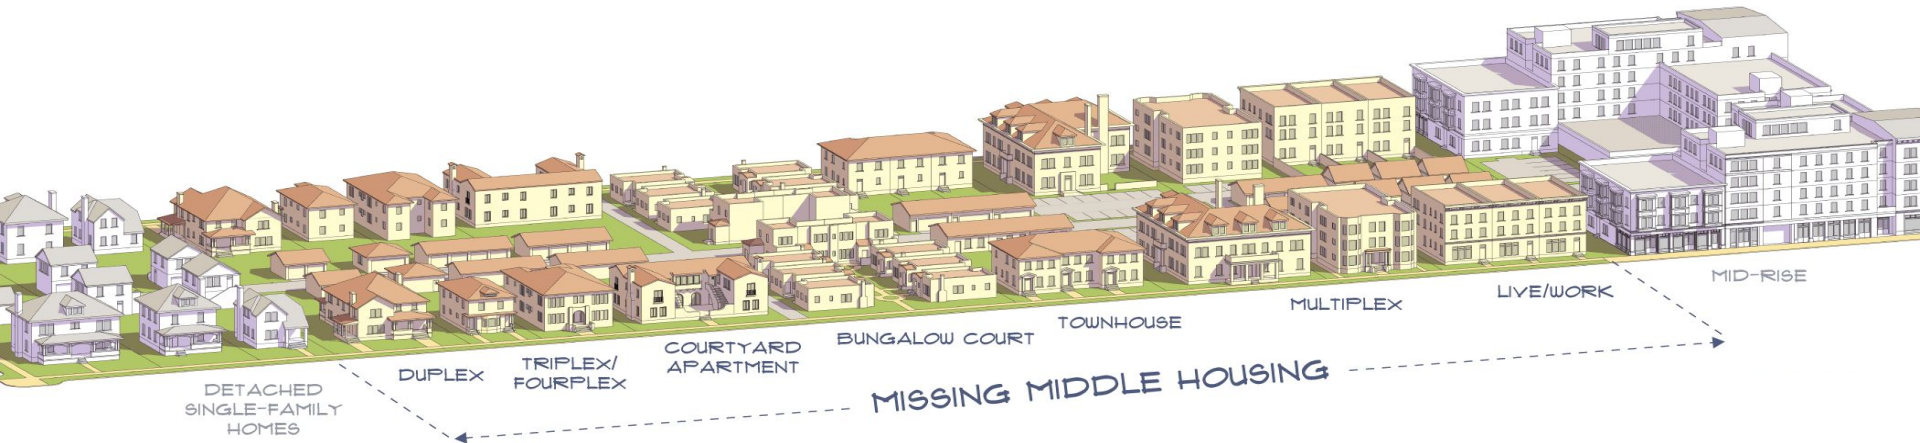 DETACHED
SINGLE-FAMILY
HOMES
DUPLEX
TRIPLEX/
FOURPLEX
COURTYARD
APARTMENT
BUNGALOW COURT
TOWNHOUSE
MULTIPLEX
LIVE/WORK
MID-RISE
MISSING MIDDLE HOUSING